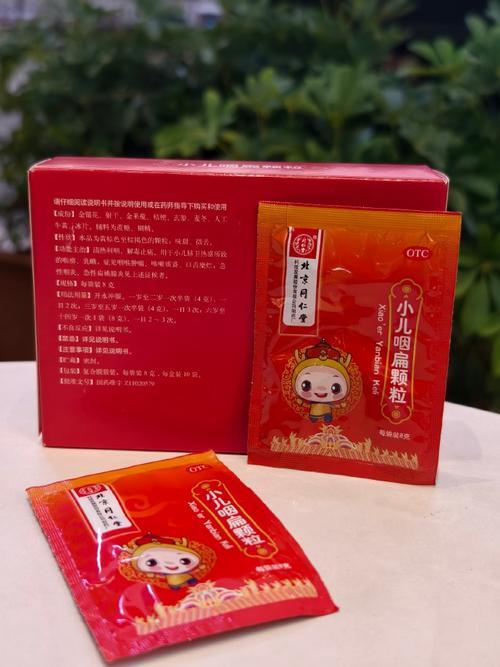 小儿咽扁颗粒
请仔细阅读说明书并按说明使用或在药师指导下购买和使用
【成份】金银花、射干、金果榄、桔梗、玄参、麦冬、人工
牛黄、冰片。辅料为蔗糖、糊精。
【性状】本品为黄棕色至棕褐色的颗粒；味甜、微苦。
【功能主治】清热利咽，解毒止痛。用于小儿肺卫热盛所致
的喉痹、乳蛾，症见咽喉肿痛、咳嗽痰盛、口舌糜烂；急
性咽炎、急性扁桃腺炎见上述证候者。
【规格】每袋装8克
【用法用量】开水冲服。一岁至二岁一次半袋（4克），一日
2次；三岁至五岁一次半袋（4克），一日3次；六岁至
十四岁一次1袋（8克），一日2～3次。
【不良反应】详见说明书。
【禁忌】详见说明书。
【注意事项】详见说明书。
【贮藏】密封。
【包装】复合膜袋装，每袋装8克，每盒装10袋。
【批准文号】国药准字Z11020579
OTC
北京同仁堂
小儿咽扁颗粒
Xiao'er Yanbian Keli
每袋装8克
OTC
北京同仁堂
小儿咽扁颗粒
Xiao'er Yanbian Keli
每袋装8克